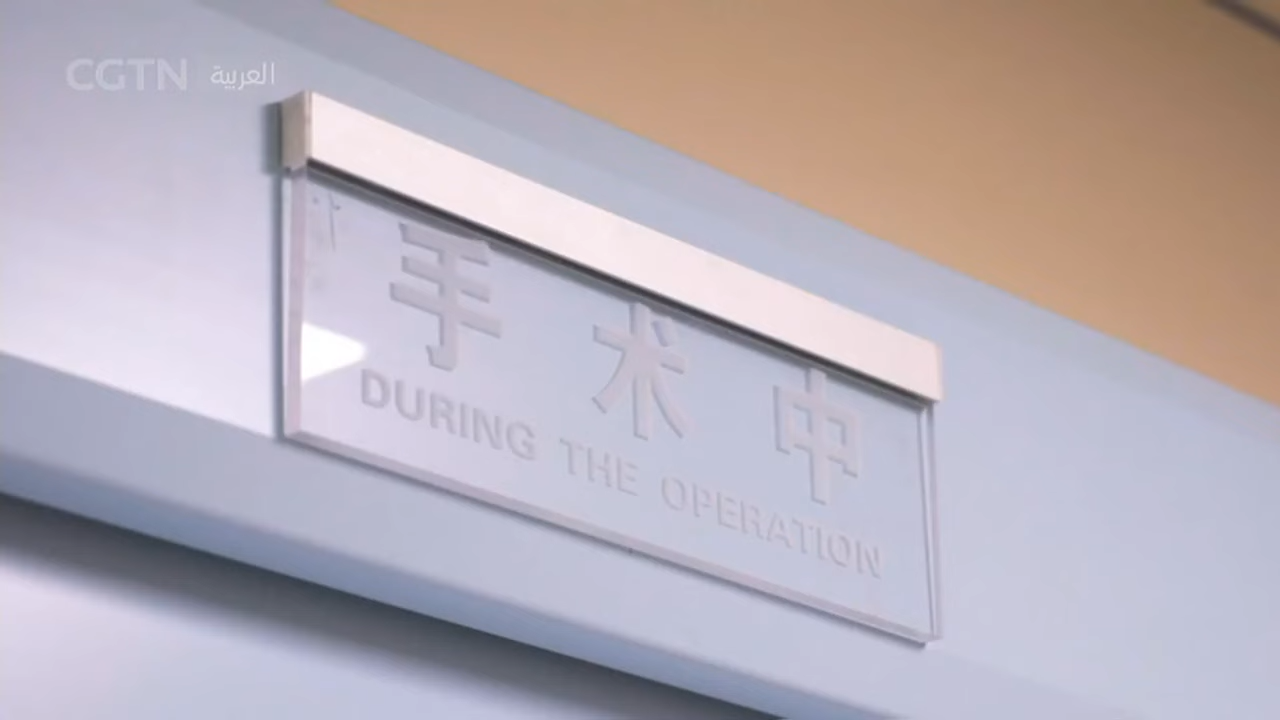 CGTN العربية
手术中
DURING THE OPERATION